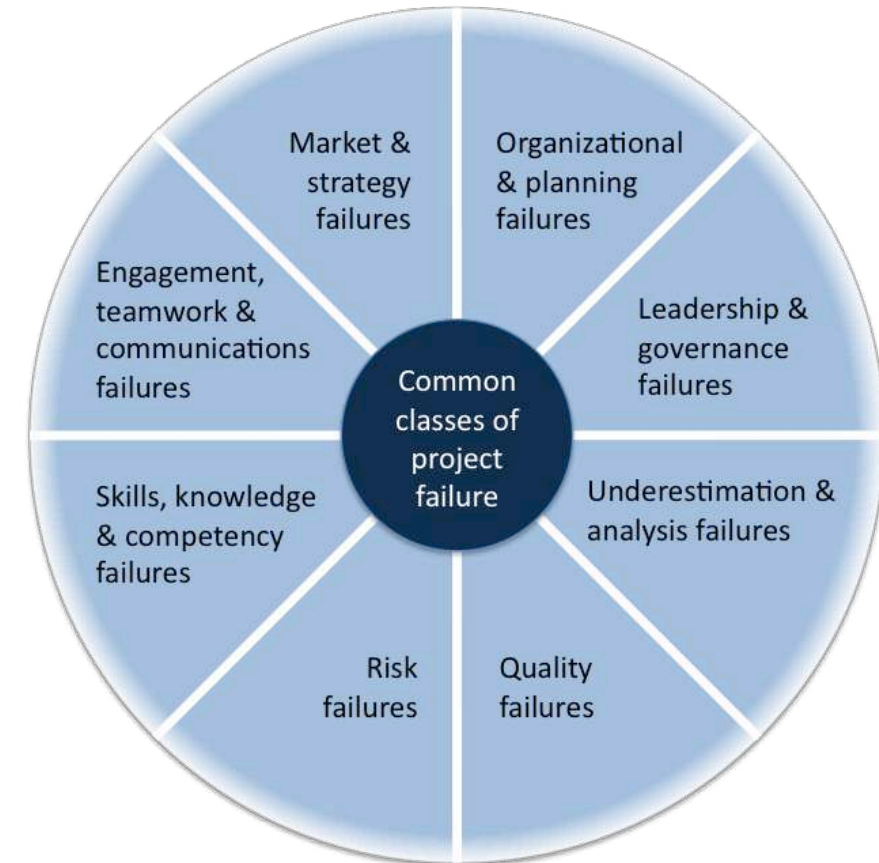 Market &
strategy
failures
Organizational
& planning
failures
Leadership &
governance
failures
Underestimation &
analysis failures
Quality
failures
Risk
failures
Skills, knowledge
& competency
failures
Engagement,
teamwork &
communications
failures
Common
classes of
project
failure